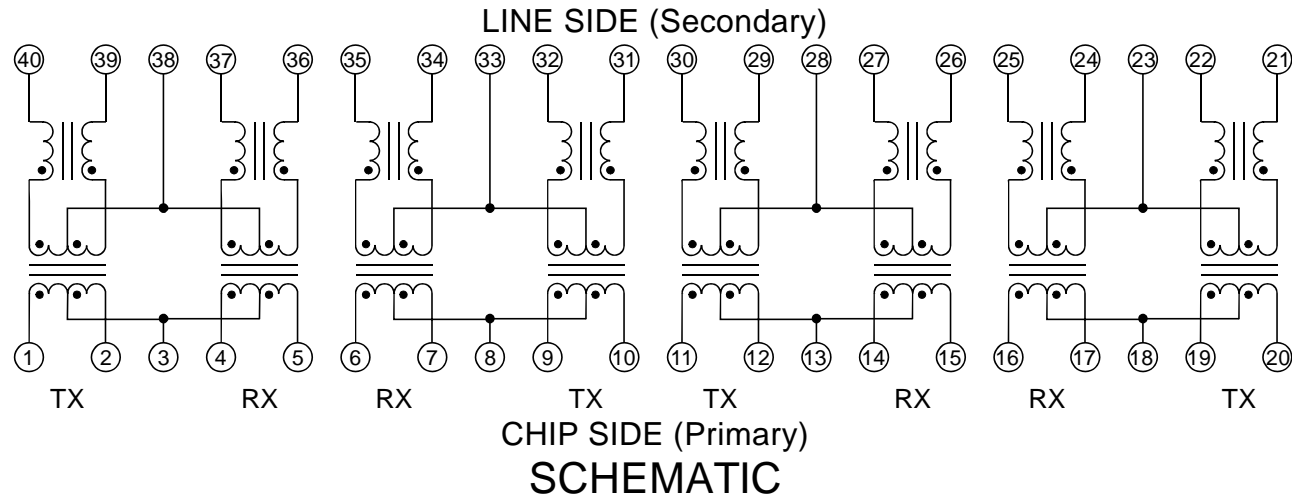 LINE SIDE (Secondary)
40 39 38 37 36 35 34 33 32 31 30 29 28 27 26 25 24 23 22 21
1 2 3 4 5 6 7 8 9 10 11 12 13 14 15 16 17 18 19 20
TX RX RX TX TX RX RX TX
CHIP SIDE (Primary)
SCHEMATIC